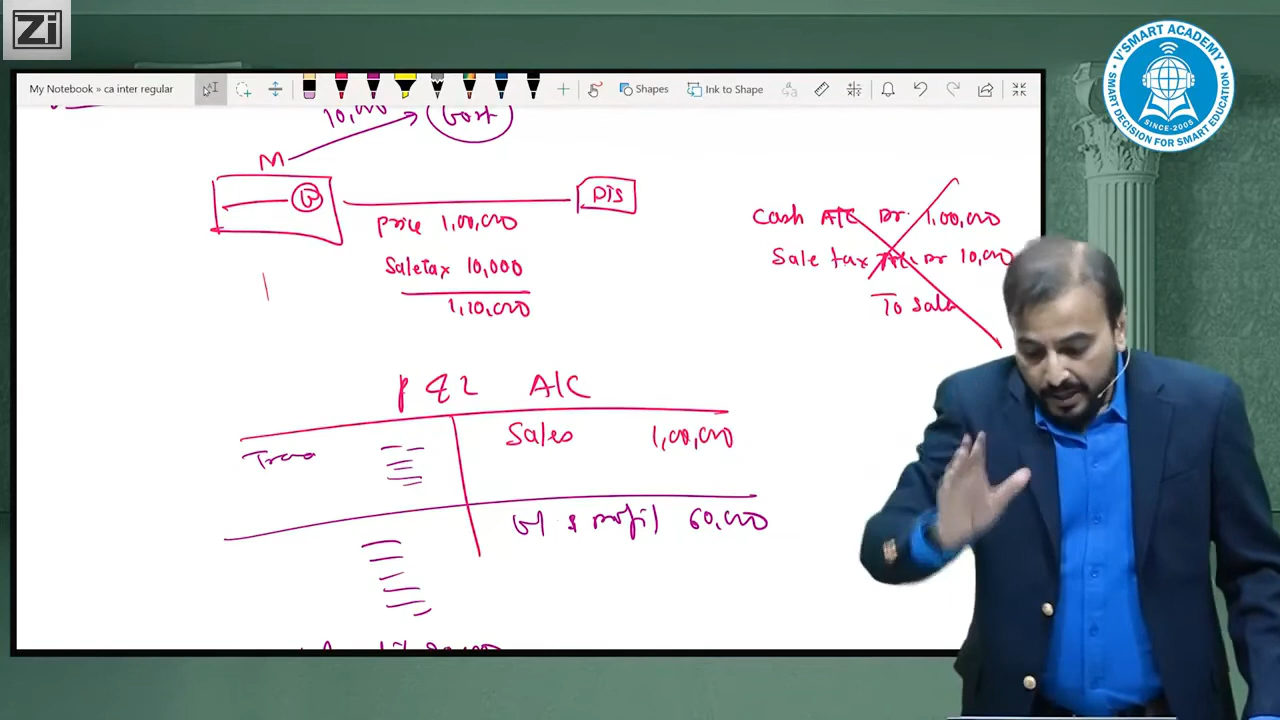 Zi
V'SMART ACADEMY
SINCE-2005
SMART DECISION FOR SMART EDUCATION
My Notebook » ca inter regular
Shapes
Ink to Shape
10,000
Govt
M
G
DIS
Price 1,00,000
Saletax 10,000
1,10,000
Cash A/C Dr. 1,00,000
Sale tax A/C Dr 10,000
To Sale
P & L A/C
Sales 1,00,000
profit 60,000